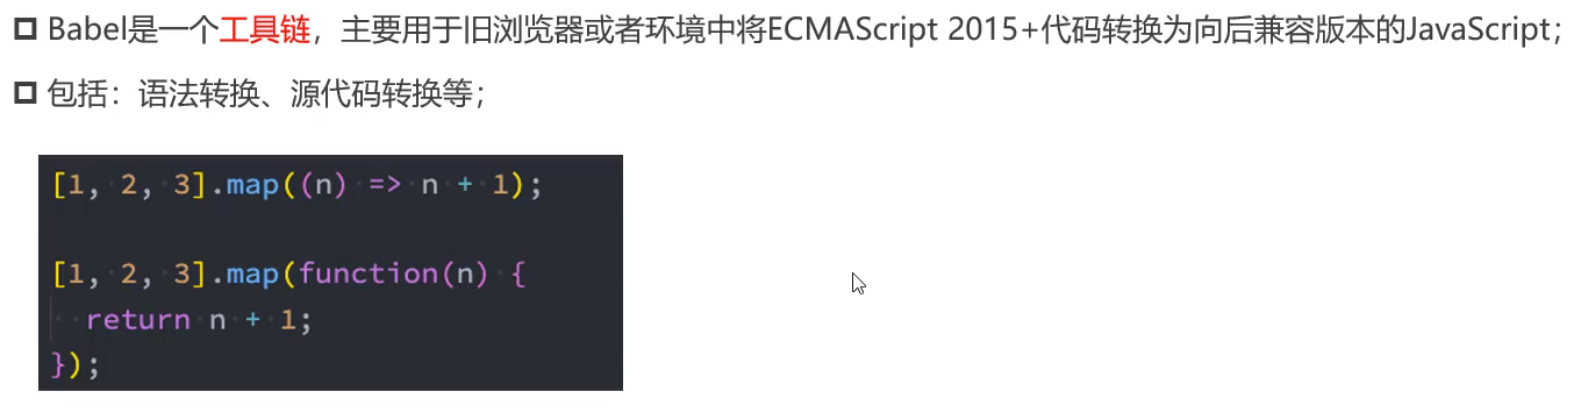 Babel是一个工具链，主要用于旧浏览器或者环境中将ECMAScript 2015+代码转换为向后兼容版本的JavaScript；
包括：语法转换、源代码转换等；
[1, 2, 3].map((n) => n + 1);
[1, 2, 3].map(function(n) {
  return n + 1;
});